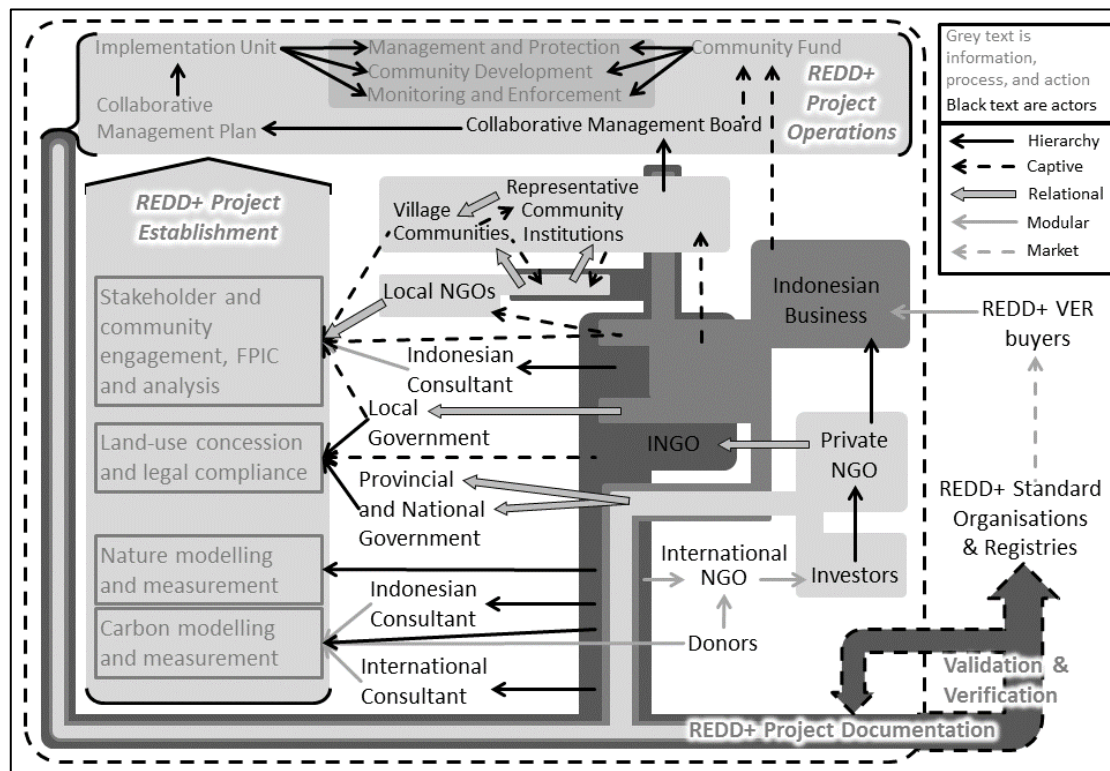 Implementation Unit
Management and Protection
Community Development
Monitoring and Enforcement
Community Fund
REDD+
Project
Operations
Collaborative
Management Plan
Collaborative Management Board
Grey text is
information,
process, and action
Black text are actors
Hierarchy
Captive
Relational
Modular
Market
REDD+ Project
Establishment
Village
Communities
Representative
Community
Institutions
Stakeholder and
community
engagement, FPIC
and analysis
Local NGOs
Indonesian
Consultant
Indonesian
Business
REDD+ VER
buyers
Local
Government
Land-use concession
and legal compliance
INGO
Private
NGO
Provincial
and National
Government
REDD+ Standard
Organisations
& Registries
Nature modelling
and measurement
International
NGO
Investors
Indonesian
Consultant
Carbon modelling
and measurement
Donors
International
Consultant
Validation &
Verification
REDD+ Project Documentation